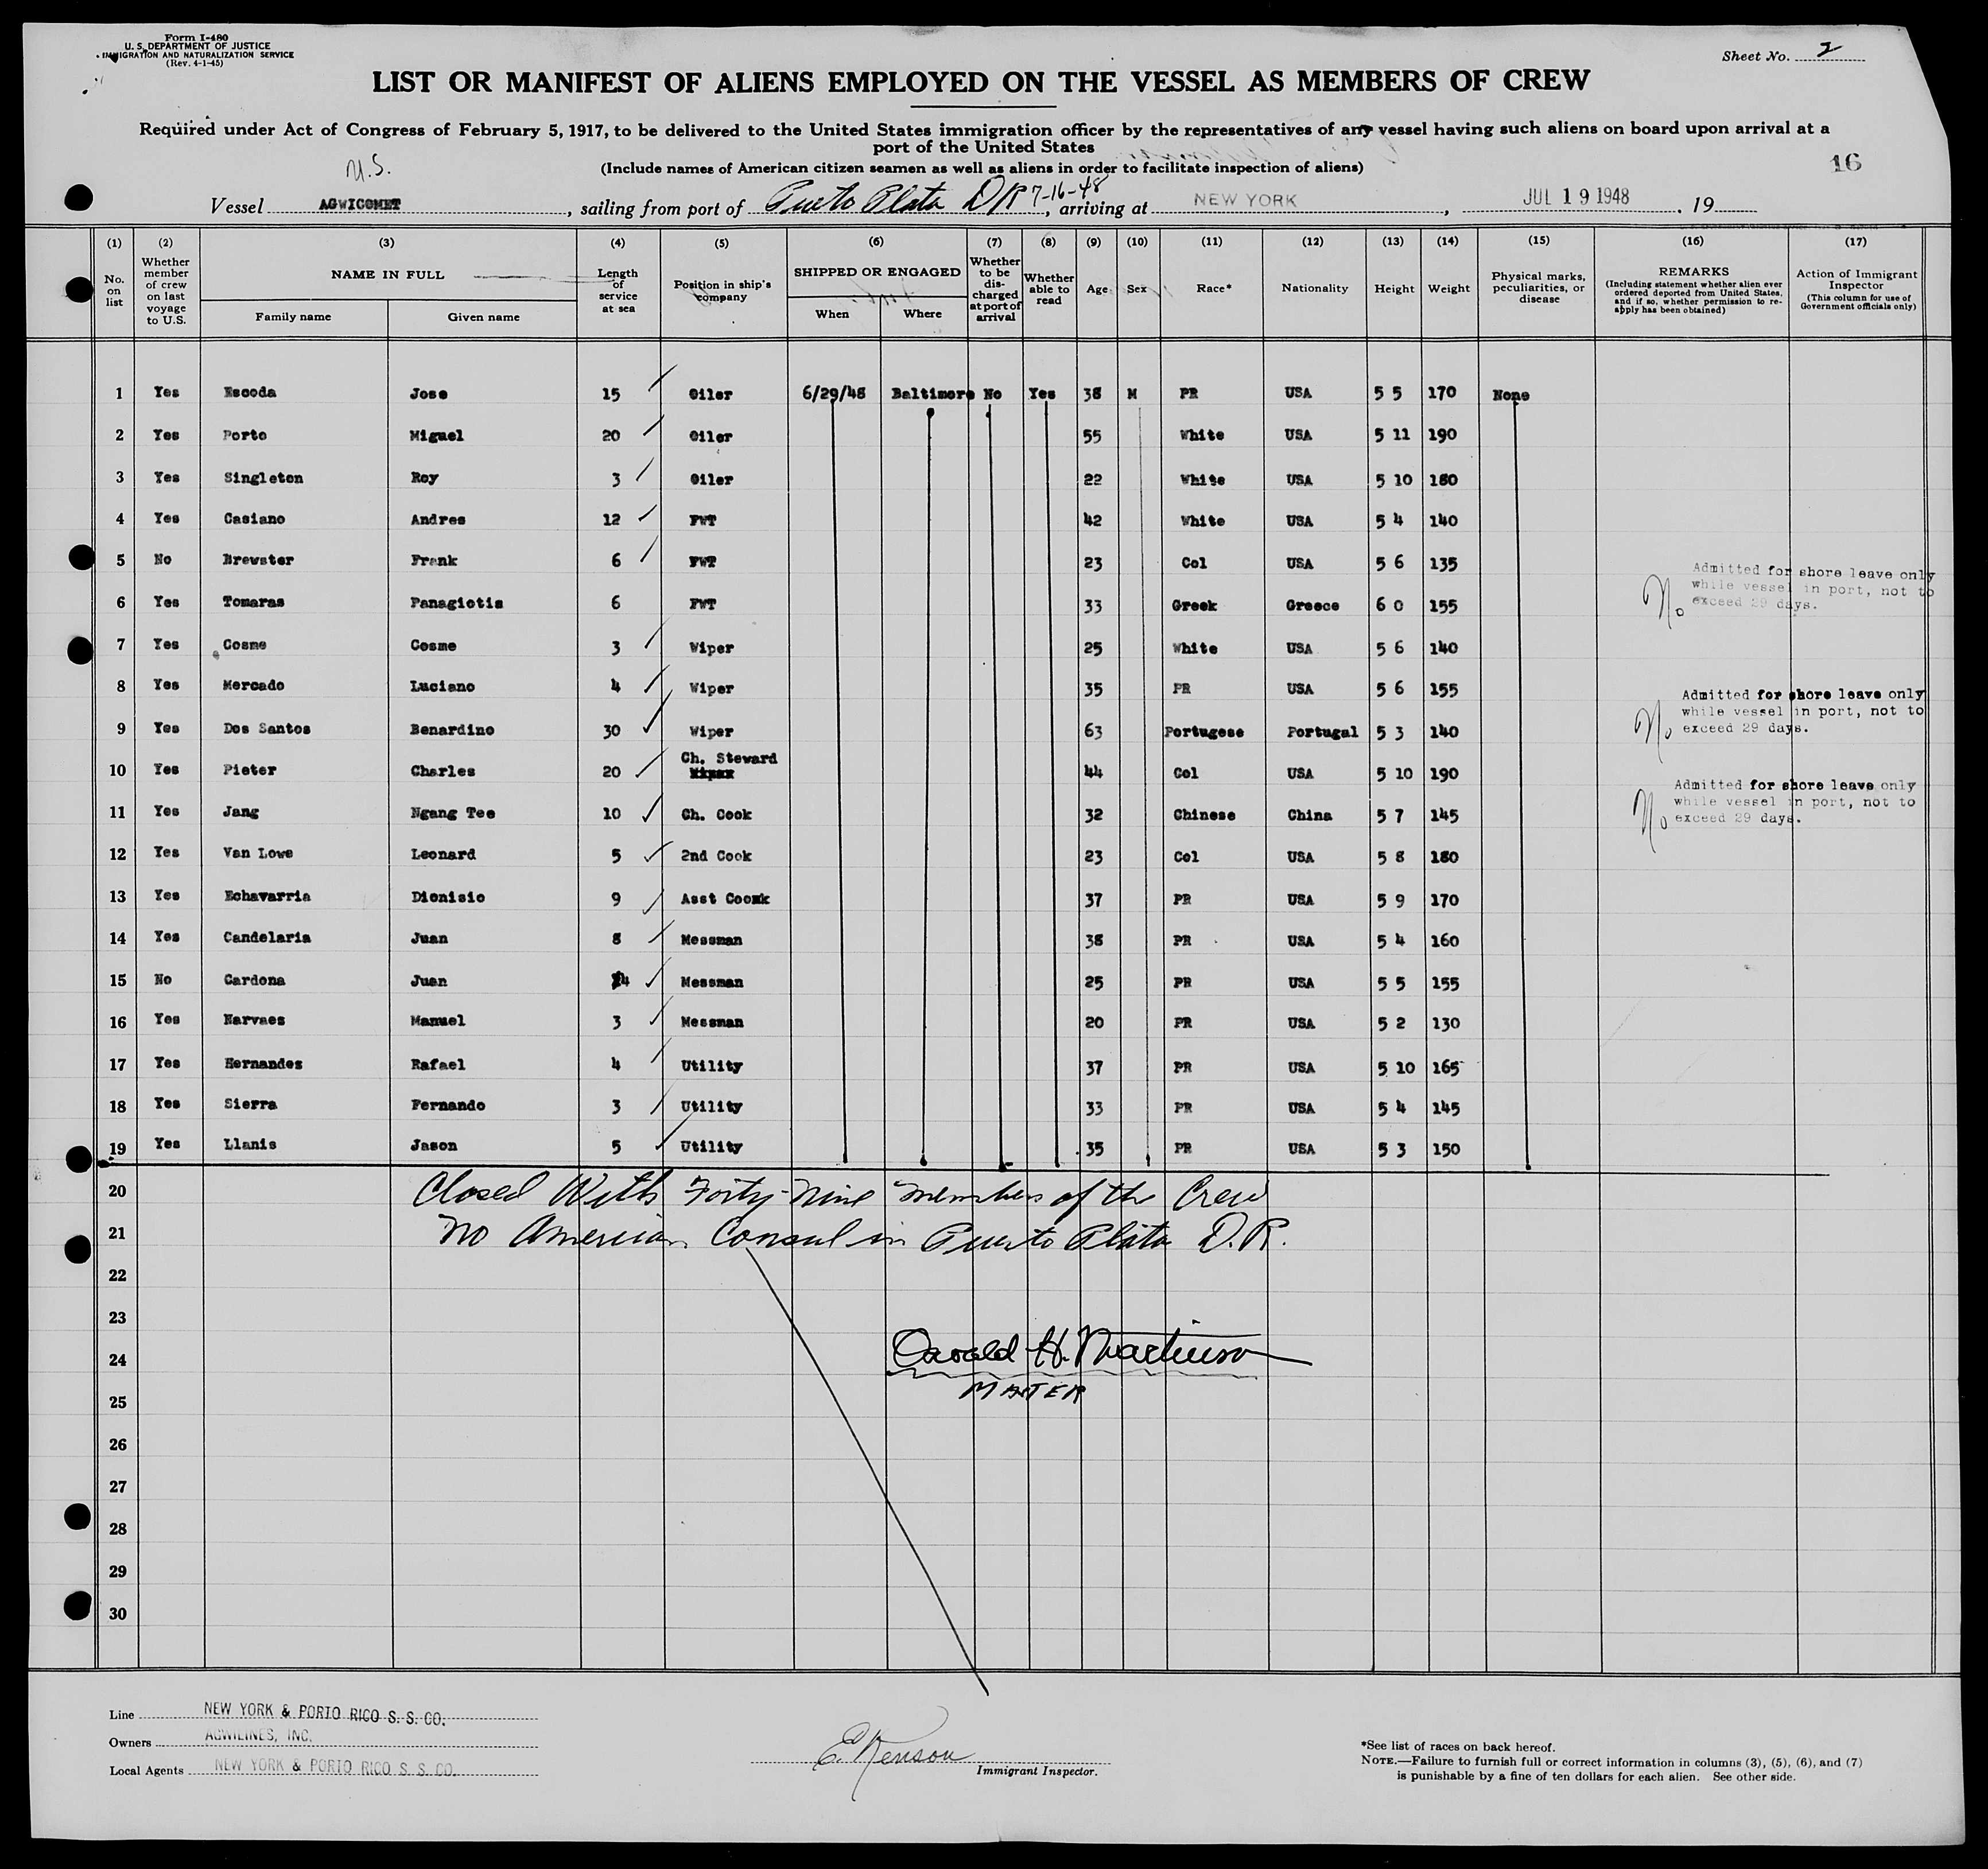 Form I-480
U. S. DEPARTMENT OF JUSTICE
IMMIGRATION AND NATURALIZATION SERVICE
(Rev. 4-1-45)
Sheet No. 2
LIST OR MANIFEST OF ALIENS EMPLOYED ON THE VESSEL AS MEMBERS OF CREW
Required under Act of Congress of February 5, 1917, to be delivered to the United States immigration officer by the representatives of any vessel having such aliens on board upon arrival at a
port of the United States
(Include names of American citizen seamen as well as aliens in order to facilitate inspection of aliens)
16
U.S.
Vessel AGWICOMET, sailing from port of Puerto Plata D R 7-16-48, arriving at NEW YORK, JUL 19 1948, 19
(1) No. on list
(2) Whether member of crew on last voyage to U.S.
(3) NAME IN FULL
Family name Given name
(4) Length of service at sea
(5) Position in ship's company
(6) SHIPPED OR ENGAGED
When Where
(7) Whether to be discharged at port of arrival
(8) Whether able to read
(9) Age
(10) Sex
(11) Race*
(12) Nationality
(13) Height
(14) Weight
(15) Physical marks, peculiarities, or disease
(16) REMARKS
(Including statement whether alien ever ordered deported from United States, and if so, whether permission to reapply has been obtained)
(17) Action of Immigrant Inspector
(This column for use of Government officials only)
1 Yes Escoda Jose 15 Oiler 6/29/48 Baltimore No Yes 38 M PR USA 5 5 170 None
2 Yes Porto Miguel 20 Oiler 55 White USA 5 11 190
3 Yes Singleton Roy 3 Oiler 22 White USA 5 10 180
4 Yes Casiano Andres 12 FWT 42 White USA 5 4 140
5 No Brewster Frank 6 FWT 23 Col USA 5 6 135
6 Yes Tomaras Panagiotis 6 FWT 33 Greek Greece 6 0 155 No Admitted for shore leave only while vessel in port, not to exceed 29 days.
7 Yes Cosme Cosme 3 Wiper 25 White USA 5 6 140
8 Yes Mercado Luciano 4 Wiper 35 PR USA 5 6 155
9 Yes Dos Santos Benardino 30 Wiper 63 Portugese Portugal 5 3 140 No Admitted for shore leave only while vessel in port, not to exceed 29 days.
10 Yes Pieter Charles 20 Ch. Steward 44 Col USA 5 10 190
11 Yes Jang Ngang Tee 10 Ch. Cook 32 Chinese China 5 7 145 No Admitted for shore leave only while vessel in port, not to exceed 29 days.
12 Yes Van Lowe Leonard 5 2nd Cook 23 Col USA 5 8 180
13 Yes Echavarria Dionisio 9 Asst Coomk 37 PR USA 5 9 170
14 Yes Candelaria Juan 8 Messman 38 PR USA 5 4 160
15 No Cardona Juan 4 Messman 25 PR USA 5 5 155
16 Yes Narvaes Manuel 3 Messman 20 PR USA 5 2 130
17 Yes Hernandes Rafael 4 Utility 37 PR USA 5 10 165
18 Yes Sierra Fernando 3 Utility 33 PR USA 5 4 145
19 Yes Llanis Jason 5 Utility 35 PR USA 5 3 150
20 Closed With Forty-Nine members of the Crew
21 No American Consul in Puerto Plata D.R.
22
23
24 Oswald H. Martinson
25 MASTER
26
27
28
29
30
Line NEW YORK & PORTO RICO S. S. CO.
Owners AGWILINES, INC.
Local Agents NEW YORK & PORTO RICO S. S. CO.
E. Kenson
Immigrant Inspector.
*See list of races on back hereof.
NOTE.—Failure to furnish full or correct information in columns (3), (5), (6), and (7)
is punishable by a fine of ten dollars for each alien. See other side.